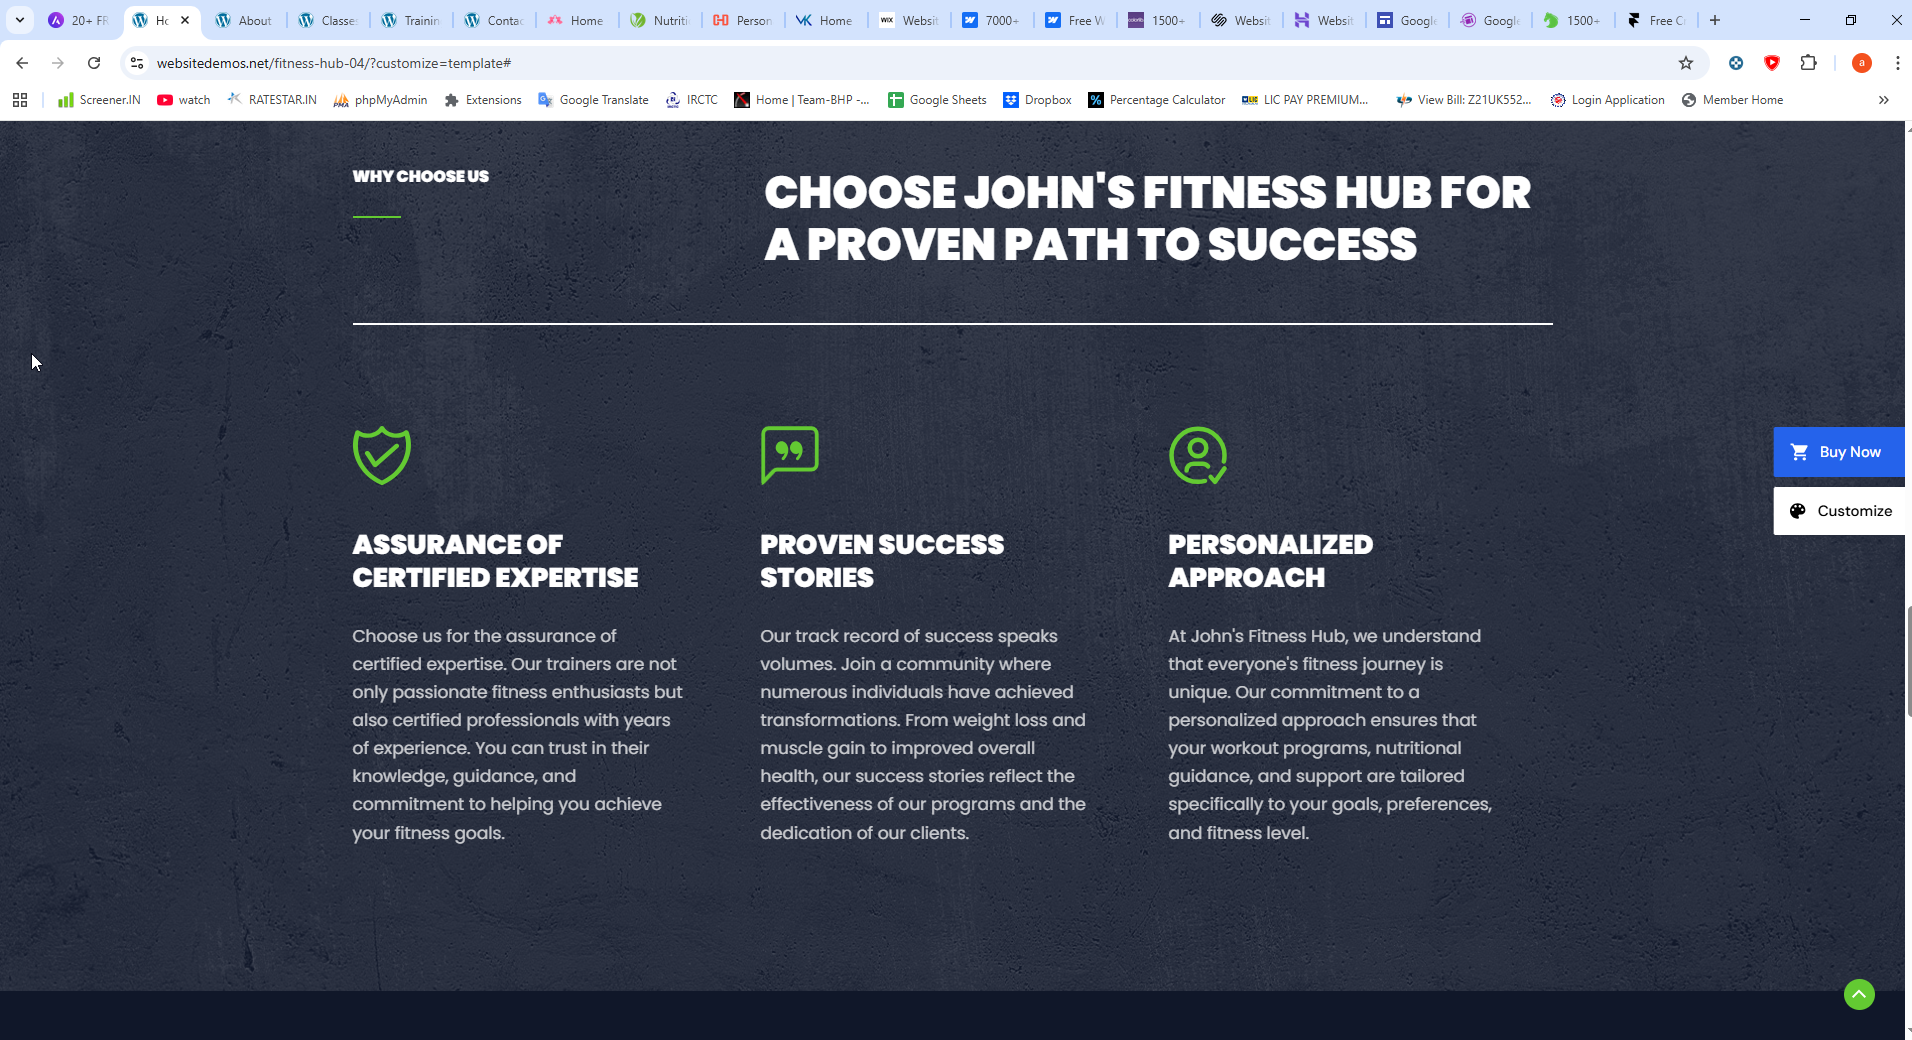 20+ FR
Ho
About
Classe
Trainin
Contac
Home
Nutriti
Person
Home
Websit
7000+
Free W
1500+
Websit
Websit
Google
Google
1500+
Free C
websitedemos.net/fitness-hub-04/?customize=template#
a
Screener.IN
watch
RATESTAR.IN
phpMyAdmin
Extensions
Google Translate
IRCTC
Home | Team-BHP -...
Google Sheets
Dropbox
Percentage Calculator
LIC PAY PREMIUM...
View Bill: Z21UK552...
Login Application
Member Home
WHY CHOOSE US
CHOOSE JOHN'S FITNESS HUB FOR
A PROVEN PATH TO SUCCESS
Buy Now
Customize
ASSURANCE OF
CERTIFIED EXPERTISE
Choose us for the assurance of
certified expertise. Our trainers are not
only passionate fitness enthusiasts but
also certified professionals with years
of experience. You can trust in their
knowledge, guidance, and
commitment to helping you achieve
your fitness goals.
PROVEN SUCCESS
STORIES
Our track record of success speaks
volumes. Join a community where
numerous individuals have achieved
transformations. From weight loss and
muscle gain to improved overall
health, our success stories reflect the
effectiveness of our programs and the
dedication of our clients.
PERSONALIZED
APPROACH
At John's Fitness Hub, we understand
that everyone's fitness journey is
unique. Our commitment to a
personalized approach ensures that
your workout programs, nutritional
guidance, and support are tailored
specifically to your goals, preferences,
and fitness level.